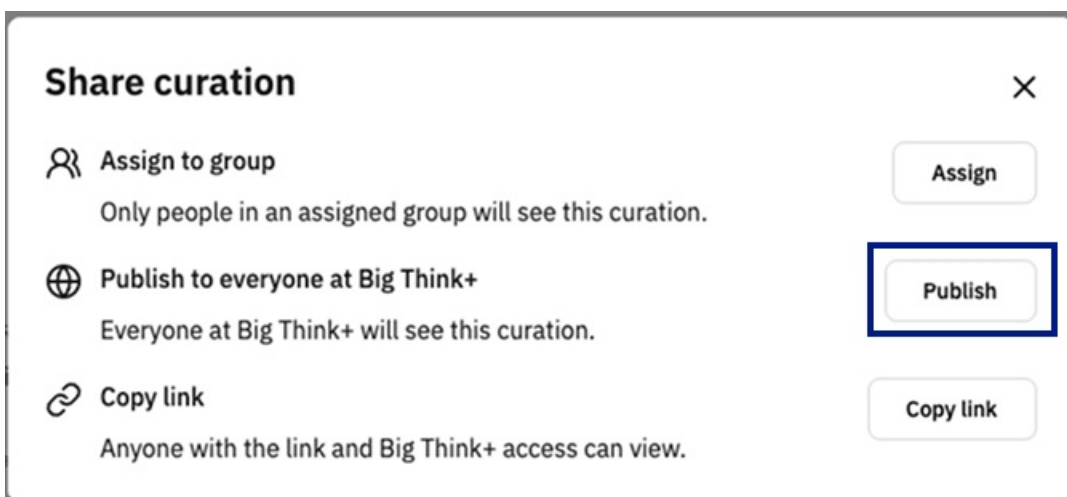 Share curation
Assign to group
Assign
Only people in an assigned group will see this curation.
Publish to everyone at Big Think+
Publish
Everyone at Big Think+ will see this curation.
Copy link
Copy link
Anyone with the link and Big Think+ access can view.